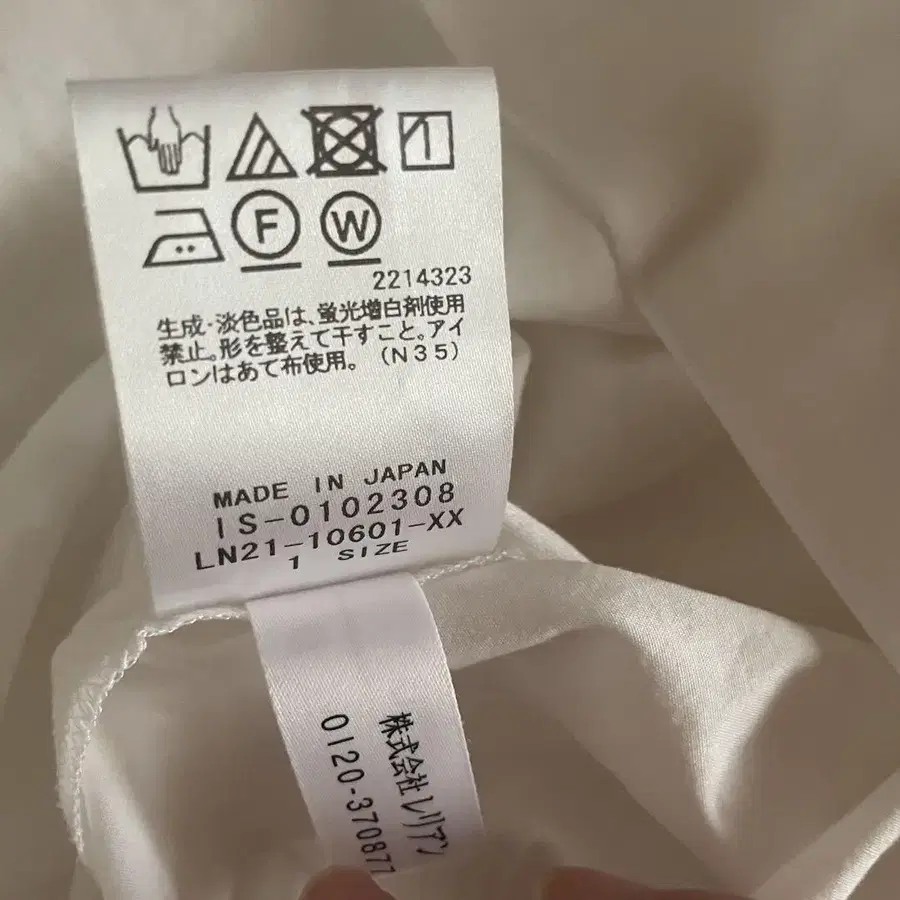 F W
2214323
生成・淡色品は、蛍光増白剤使用
禁止。形を整えて干すこと。アイ
ロンはあて布使用。（N35）
MADE IN JAPAN
IS-0102308
LN21-10601-XX
1 SIZE
株式会社レリアン
0120-370877